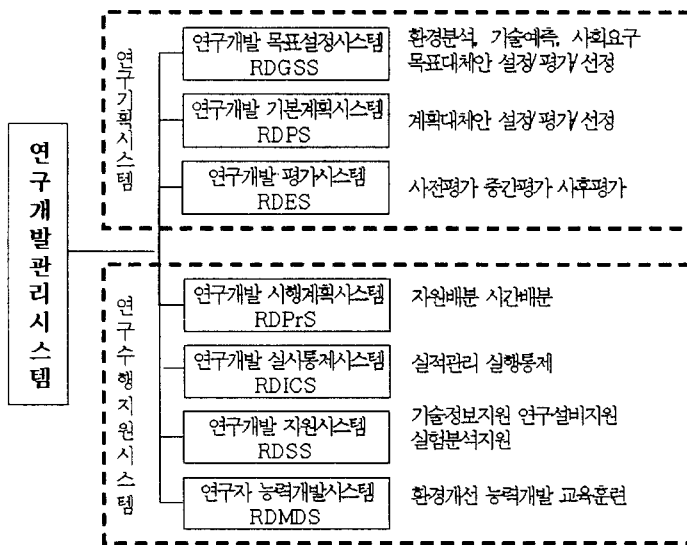 연구개발관리시스템
연구기획시스템
연구개발 목표설정시스템
RDGSS
환경분석, 기술예측, 사회요구
목표대체안 설정/평가/선정
연구개발 기본계획시스템
RDPS
계획대체안 설정/평가/선정
연구개발 평가시스템
RDES
사전평가 중간평가 사후평가
연구수행지원시스템
연구개발 시행계획시스템
RDPrS
자원배분 시간배분
연구개발 실시통제시스템
RDICS
실적관리 실행통제
연구개발 지원시스템
RDSS
기술정보지원 연구설비지원
실험분석지원
연구자 능력개발시스템
RDMDS
환경개선 능력개발 교육훈련